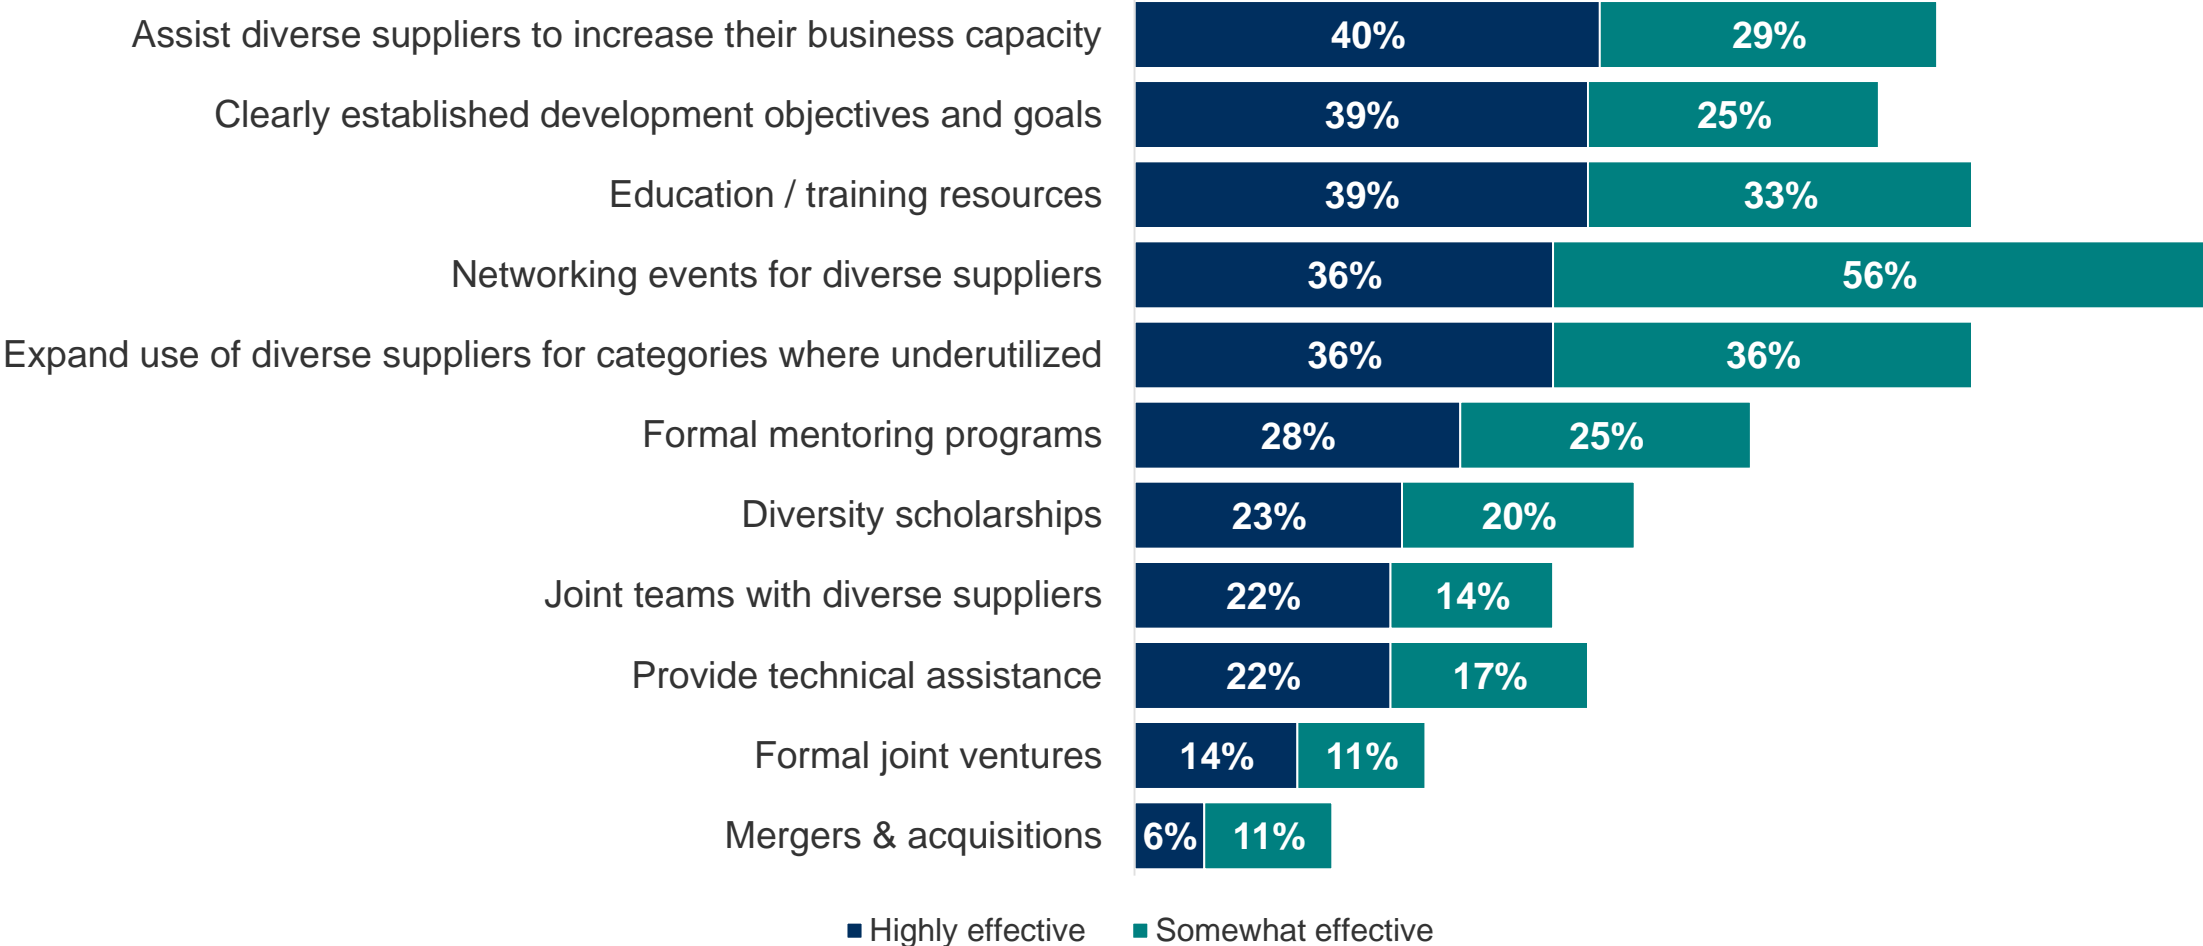 Assist diverse suppliers to increase their business capacity 40% 29%
Clearly established development objectives and goals 39% 25%
Education / training resources 39% 33%
Networking events for diverse suppliers 36% 56%
Expand use of diverse suppliers for categories where underutilized 36% 36%
Formal mentoring programs 28% 25%
Diversity scholarships 23% 20%
Joint teams with diverse suppliers 22% 14%
Provide technical assistance 22% 17%
Formal joint ventures 14% 11%
Mergers & acquisitions 6% 11%
Highly effective Somewhat effective